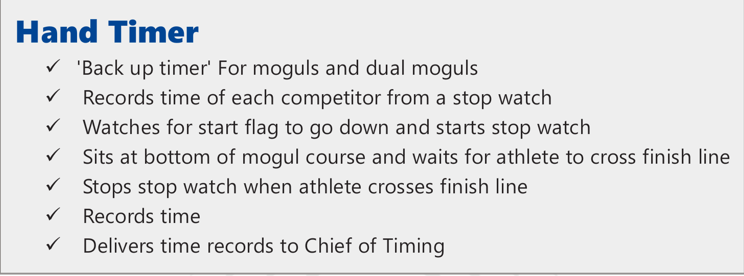 Hand Timer
✓ 'Back up timer' For moguls and dual moguls
✓ Records time of each competitor from a stop watch
✓ Watches for start flag to go down and starts stop watch
✓ Sits at bottom of mogul course and waits for athlete to cross finish line
✓ Stops stop watch when athlete crosses finish line
✓ Records time
✓ Delivers time records to Chief of Timing